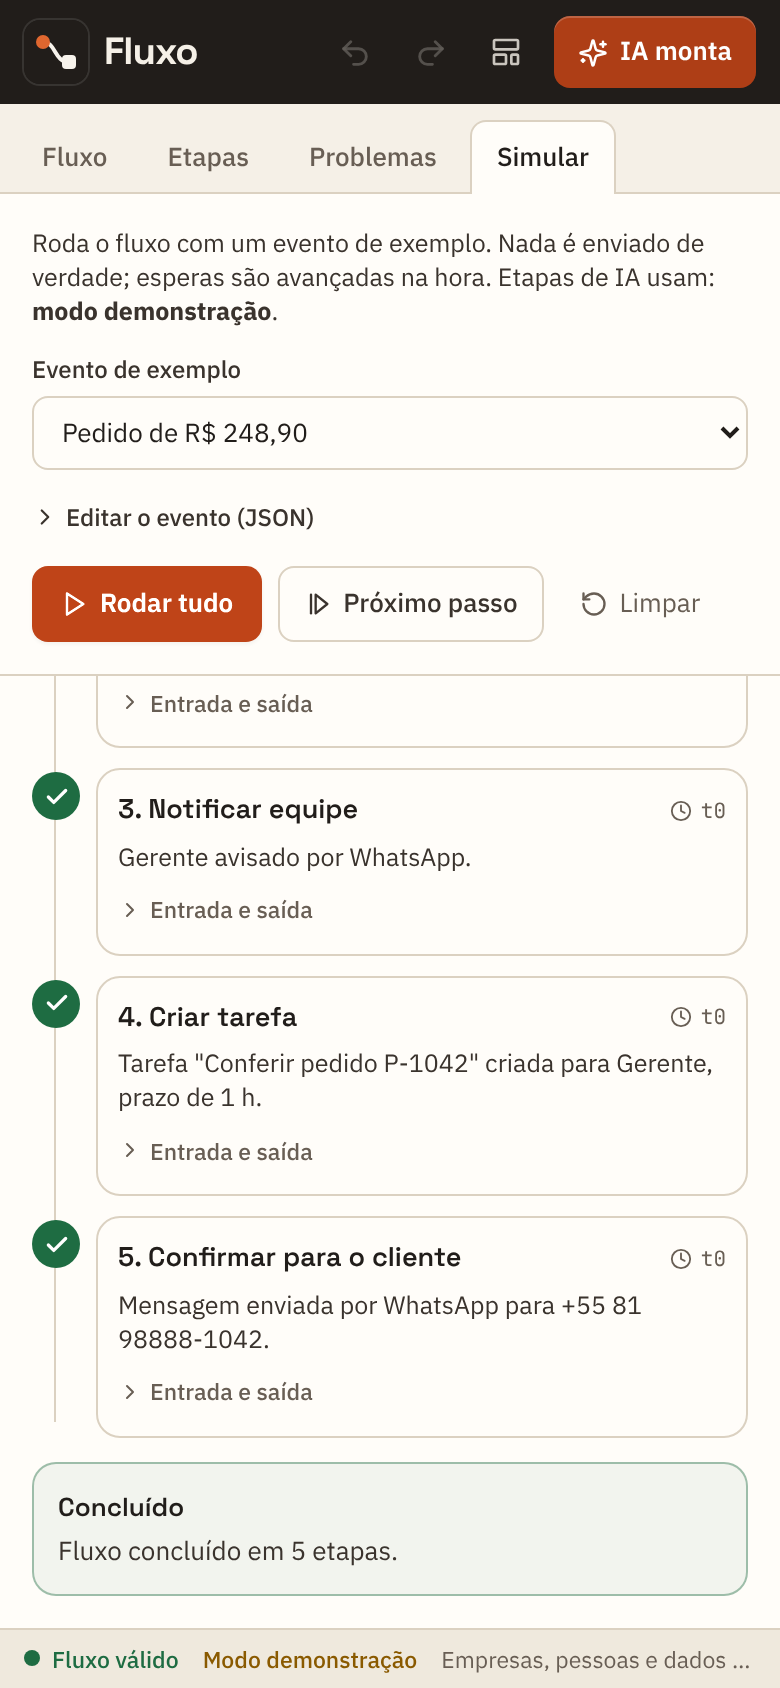 Fluxo
IA monta
Fluxo
Etapas
Problemas
Simular
Roda o fluxo com um evento de exemplo. Nada é enviado de
verdade; esperas são avançadas na hora. Etapas de IA usam:
modo demonstração.
Evento de exemplo
Pedido de R$ 248,90
Editar o evento (JSON)
Rodar tudo
Próximo passo
Limpar
Entrada e saída
3. Notificar equipe
t0
Gerente avisado por WhatsApp.
Entrada e saída
4. Criar tarefa
t0
Tarefa "Conferir pedido P-1042" criada para Gerente,
prazo de 1 h.
Entrada e saída
5. Confirmar para o cliente
t0
Mensagem enviada por WhatsApp para +55 81
98888-1042.
Entrada e saída
Concluído
Fluxo concluído em 5 etapas.
Fluxo válido
Modo demonstração
Empresas, pessoas e dados ...